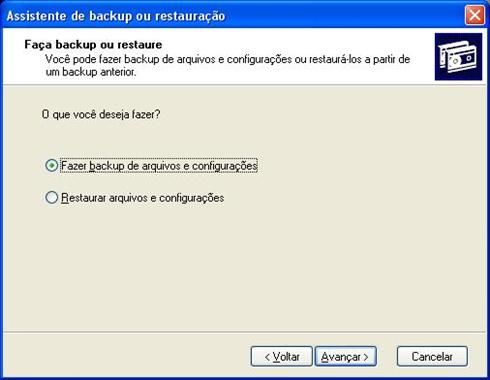 Assistente de backup ou restauração
Faça backup ou restaure
Você pode fazer backup de arquivos e configurações ou restaurá-los a partir de
um backup anterior.
O que você deseja fazer?
Fazer backup de arquivos e configurações
Restaurar arquivos e configurações
< Voltar
Avançar >
Cancelar